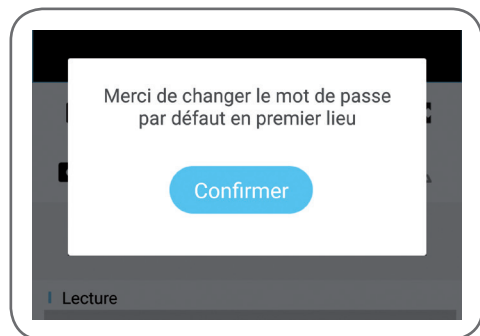 Merci de changer le mot de passe
par défaut en premier lieu
Confirmer
Lecture